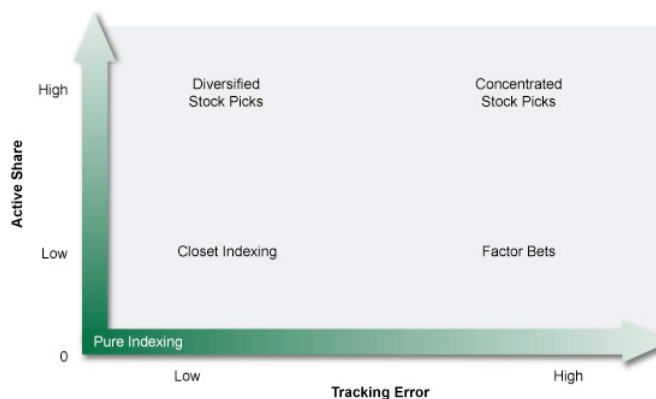 High
Diversified
Stock Picks
Concentrated
Stock Picks
Active Share
Low
Closet Indexing
Factor Bets
Pure Indexing
0
Low
High
Tracking Error